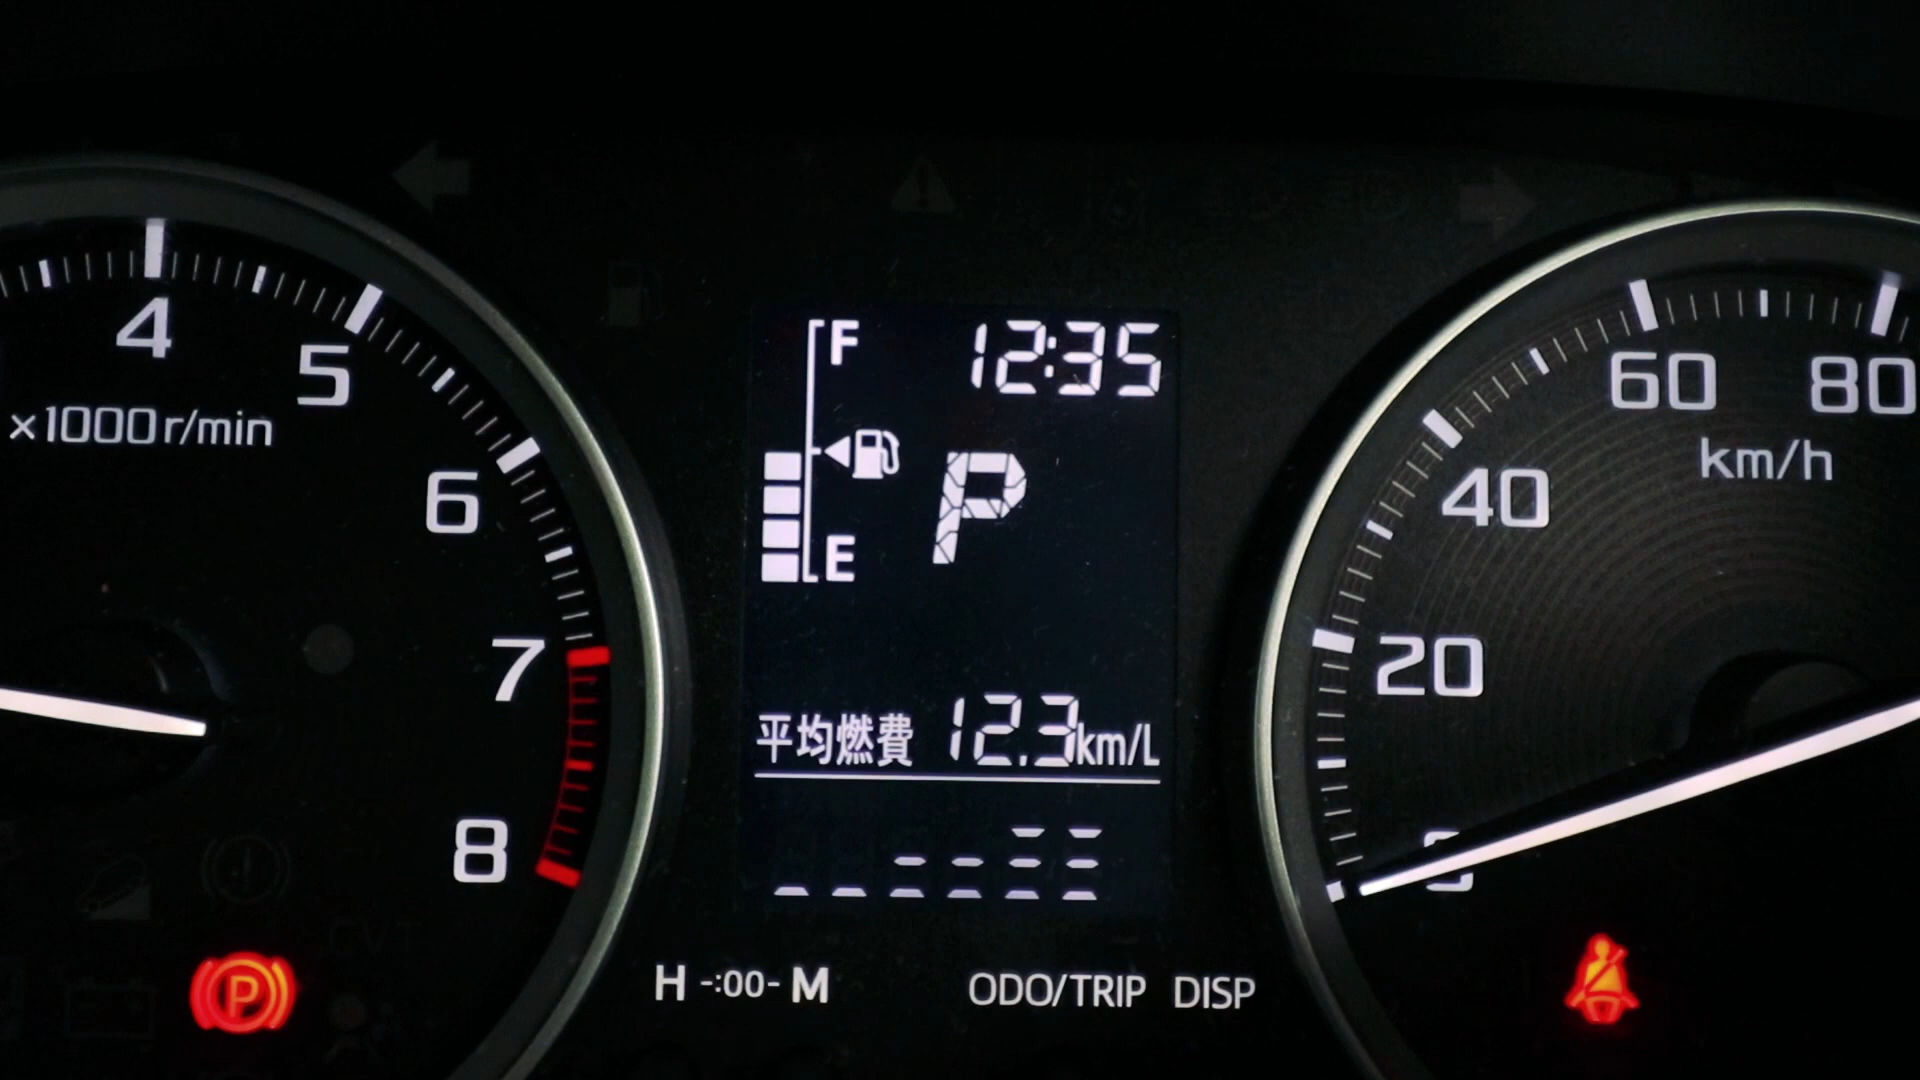 4
5
×1000r/min
6
7
8
F
12:35
P
E
平均燃費 12.3km/L
60
80
km/h
40
20
P
H -:00- M
ODO/TRIP DISP
CVT